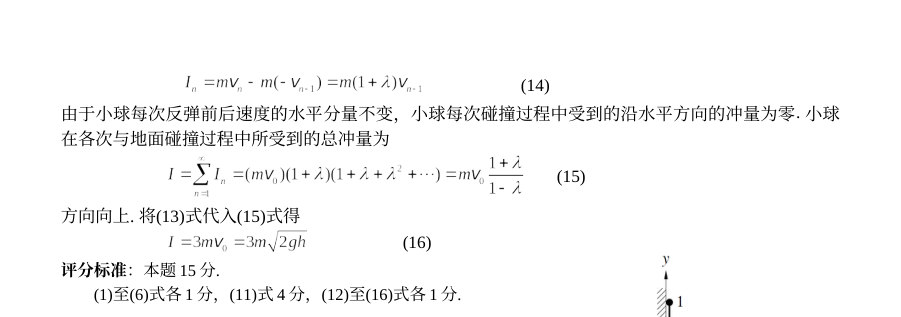 I_n = mv_n - m(-v_{n-1}) = m(1+λ)v_{n-1} (14)
由于小球每次反弹前后速度的水平分量不变，小球每次碰撞过程中受到的沿水平方向的冲量为零. 小球
在各次与地面碰撞过程中所受到的总冲量为
I = \sum_{n=1}^{∞} I_n = (mv_0)(1+λ)(1+λ+λ^2+⋯) = mv_0 \frac{1+λ}{1-λ} (15)
方向向上. 将(13)式代入(15)式得
I = 3mv_0 = 3m\sqrt{2gh} (16)
评分标准：本题 15 分.
(1)至(6)式各 1 分，(11)式 4 分，(12)至(16)式各 1 分.
y
1